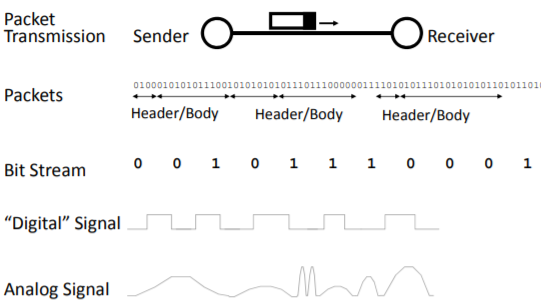 Packet
Transmission
Sender
Receiver
Packets
Header/Body Header/Body Header/Body
Bit Stream 0 0 1 0 1 1 1 0 0 0 1
“Digital” Signal
Analog Signal